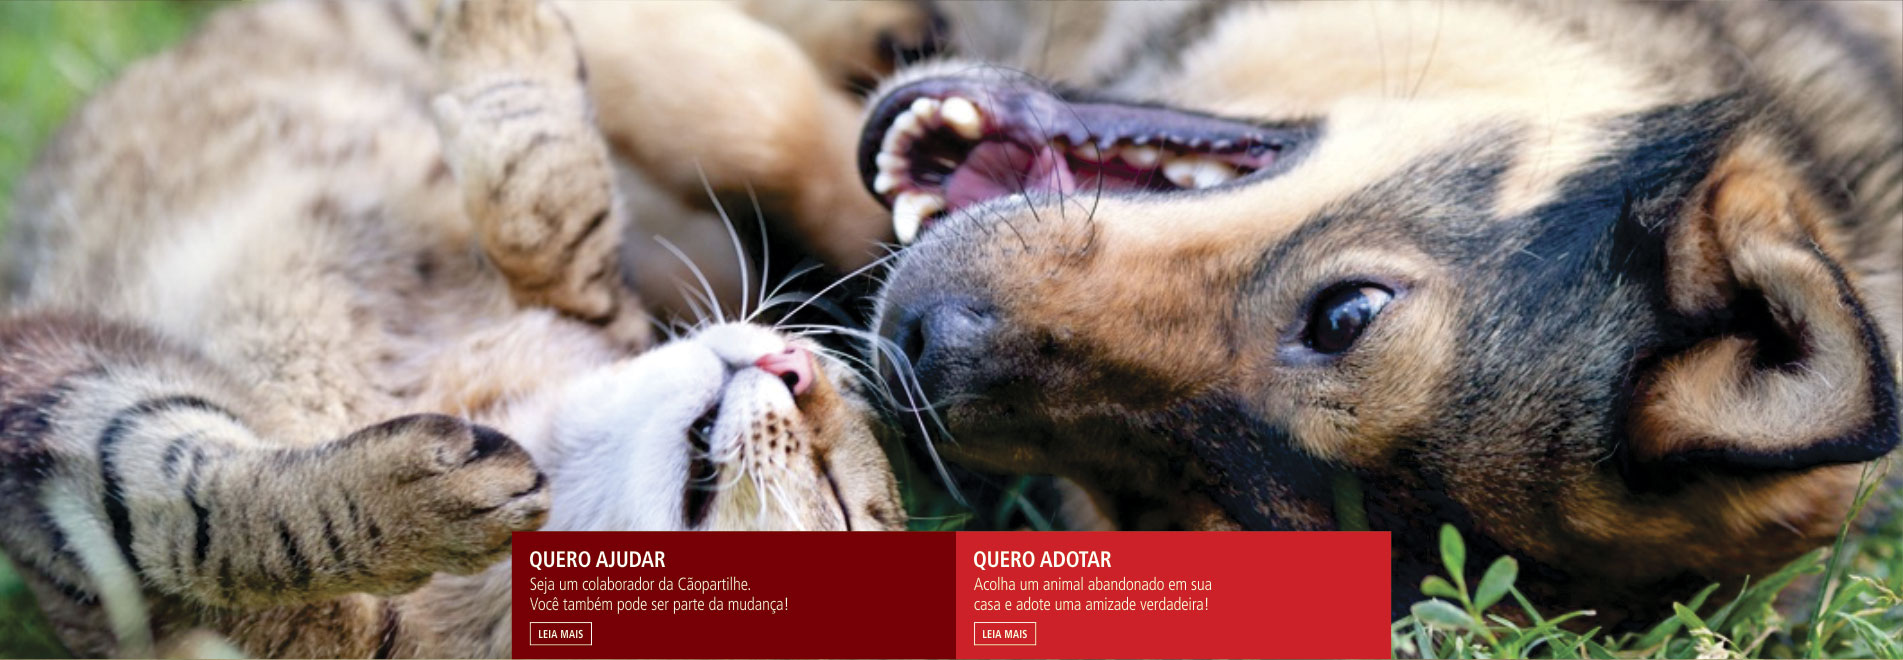 QUERO AJUDAR
Seja um colaborador da Cãopartilhe.
Você também pode ser parte da mudança!
LEIA MAIS
QUERO ADOTAR
Acolha um animal abandonado em sua
casa e adote uma amizade verdadeira!
LEIA MAIS